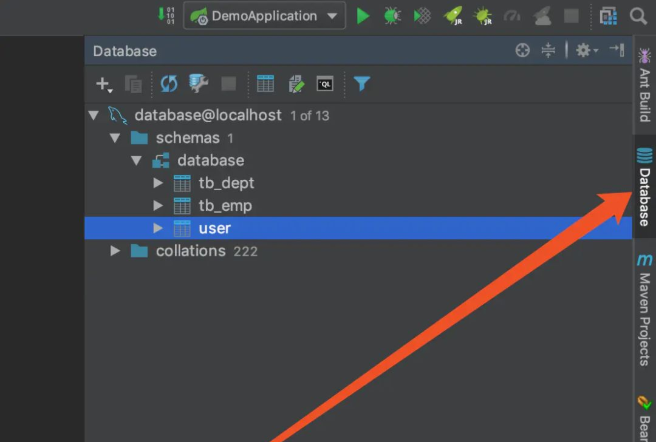 DemoApplication
Database
database@localhost 1 of 13
schemas 1
database
tb_dept
tb_emp
user
collations 222
Ant Build
Database
Maven Projects